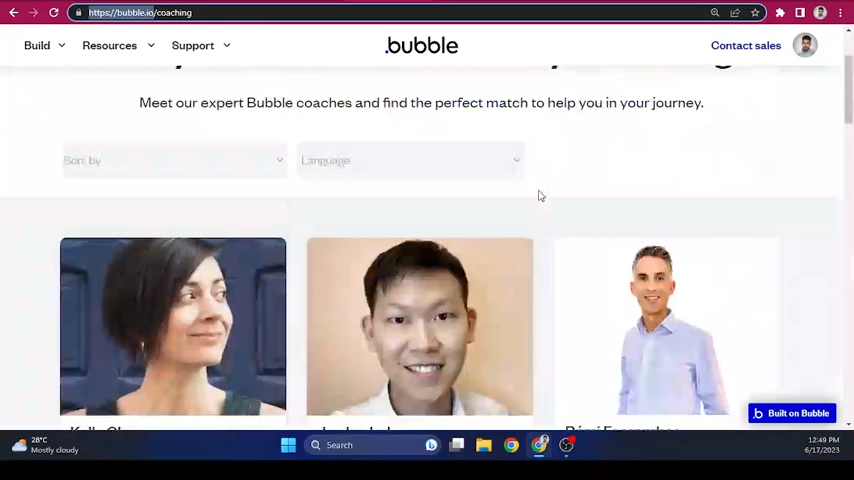 https://bubble.io/coaching
Build
Resources
Support
.bubble
Contact sales
Meet our expert Bubble coaches and find the perfect match to help you in your journey.
Sort by
Language
Built on Bubble
28°C
Mostly cloudy
Search
12:49 PM
6/17/2023